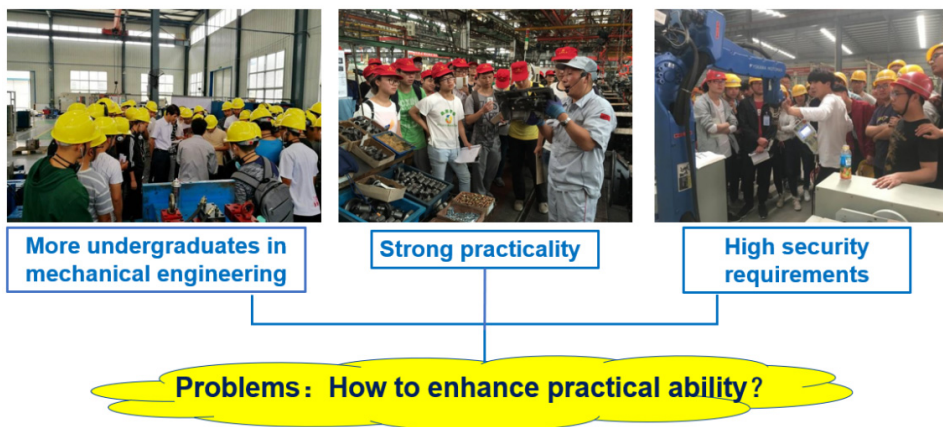 More undergraduates in
mechanical engineering
Strong practicality
High security
requirements
Problems：How to enhance practical ability？